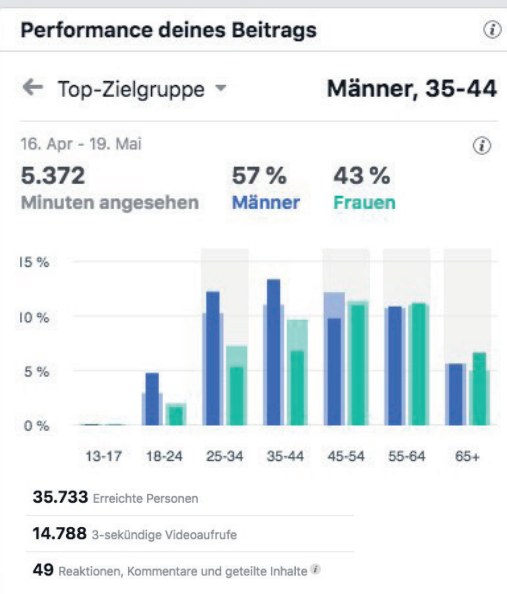 Performance deines Beitrags
Top-Zielgruppe Männer, 35-44
16. Apr - 19. Mai
5.372 57 % 43 %
Minuten angesehen Männer Frauen
15 %
10 %
5 %
0 %
13-17 18-24 25-34 35-44 45-54 55-64 65+
35.733 Erreichte Personen
14.788 3-sekündige Videoaufrufe
49 Reaktionen, Kommentare und geteilte Inhalte